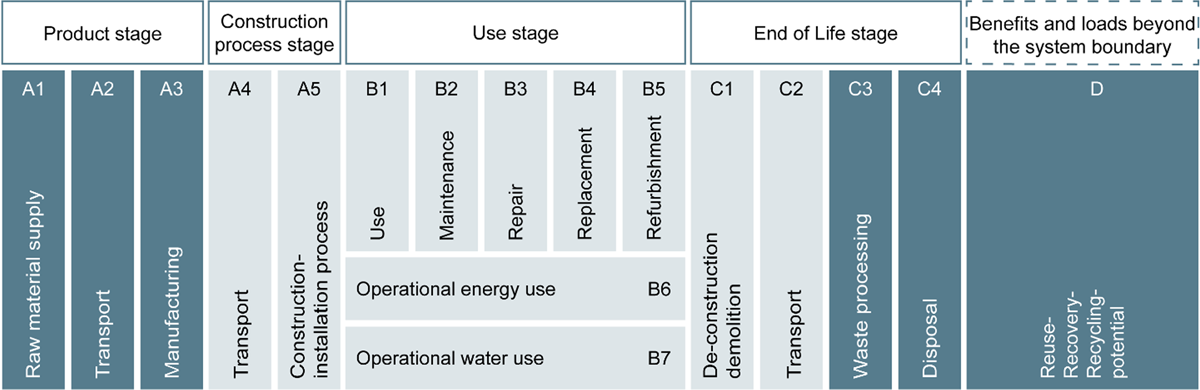 Product stage
Construction
process stage
Use stage
End of Life stage
Benefits and loads beyond
the system boundary
A1
A2
A3
A4
A5
B1
B2
B3
B4
B5
C1
C2
C3
C4
D
Raw material supply
Transport
Manufacturing
Transport
Construction-
installation process
Use
Maintenance
Repair
Replacement
Refurbishment
Operational energy use B6
Operational water use B7
De-construction
demolition
Transport
Waste processing
Disposal
Reuse-
Recovery-
Recycling-
potential